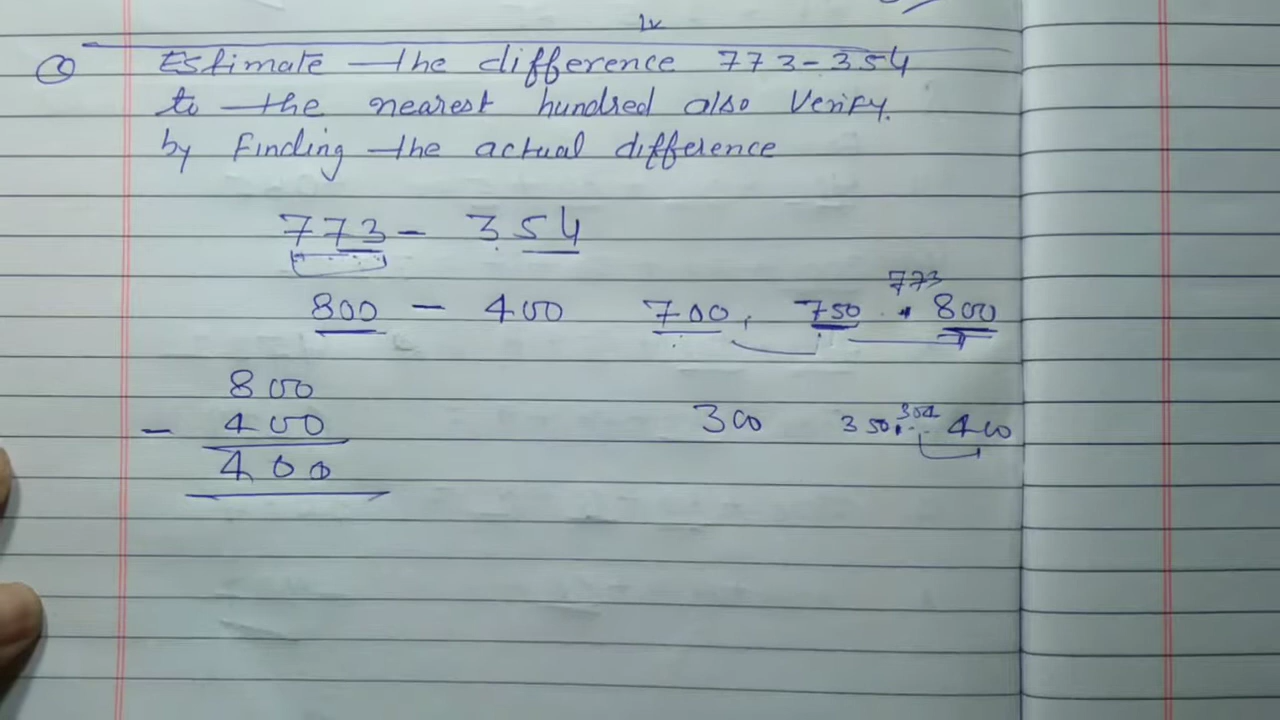 Q Estimate the difference 773-354
to the nearest hundred also Verify.
by Finding the actual difference
773 - 354
773
800 - 400 700, 750 800
800
- 400
400
300 350 354 400